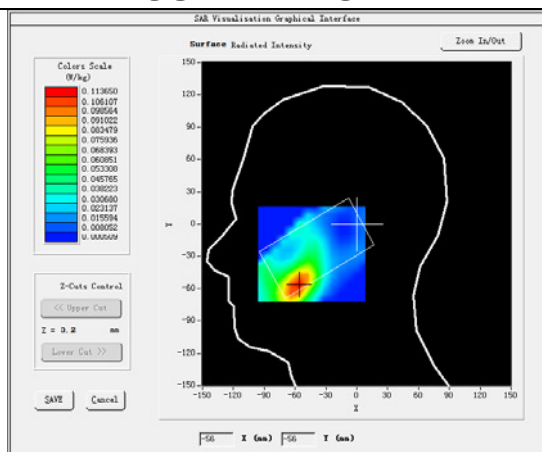 SAR Visualisation Graphical Interface
Surface Radiated Intensity
Zoom In/Out
Colors Scale
(W/kg)
0.113650
0.106107
0.098564
0.091022
0.083479
0.075936
0.068393
0.060851
0.053308
0.045765
0.038223
0.030680
0.023137
0.015594
0.008052
0.000509
150
120
90
60
30
0
-30
-60
-90
-120
-150
Y
-150 -120 -90 -60 -30 0 30 60 90 120 150
X
Z-Cuts Control
<< Upper Cut
Z = 3.2 mm
Lower Cut >>
SAVE Cancel
-56 X (mm) -56 Y (mm)